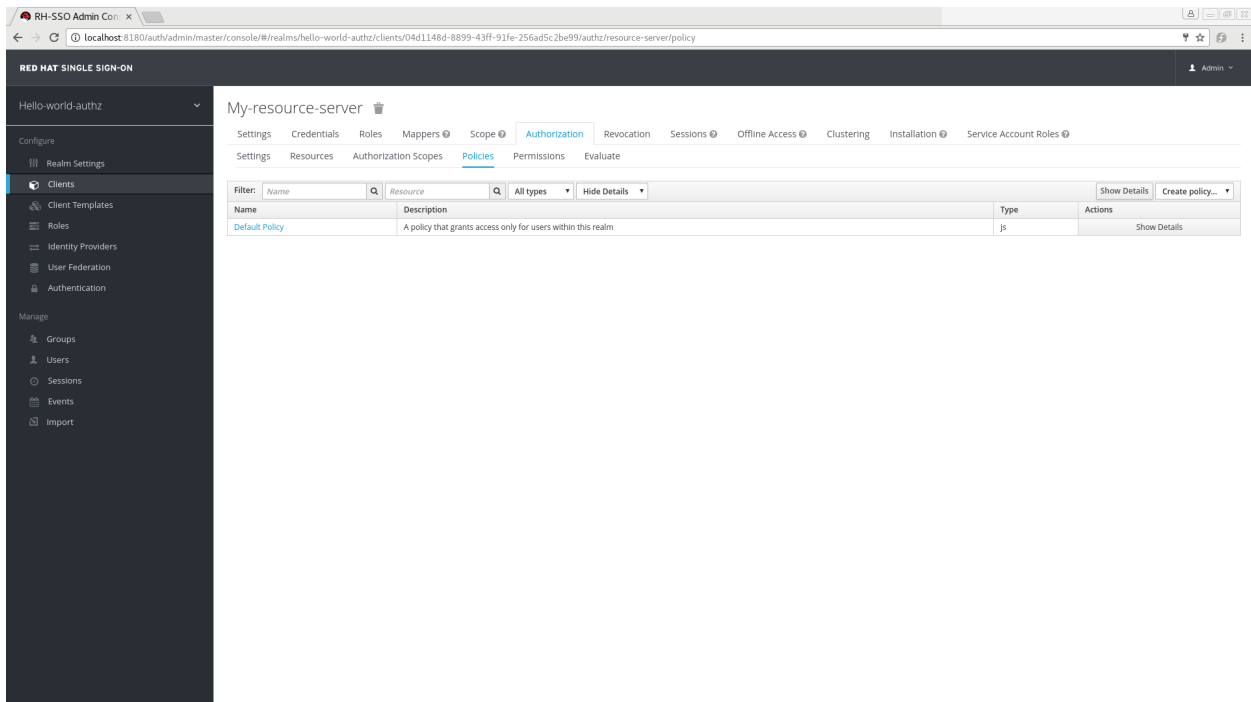 RH-SSO Admin Con
localhost:8180/auth/admin/master/console/#/realms/hello-world-authz/clients/04d1148d-8899-43ff-91fe-256ad5c2be99/authz/resource-server/policy
RED HAT SINGLE SIGN-ON
Admin
Hello-world-authz
My-resource-server
Settings Credentials Roles Mappers Scope Authorization Revocation Sessions Offline Access Clustering Installation Service Account Roles
Settings Resources Authorization Scopes Policies Permissions Evaluate
Configure
Realm Settings
Clients
Client Templates
Roles
Identity Providers
User Federation
Authentication
Manage
Groups
Users
Sessions
Events
Import
Filter: Name Resource All types Hide Details Show Details Create policy...
Name Description Type Actions
Default Policy A policy that grants access only for users within this realm js Show Details